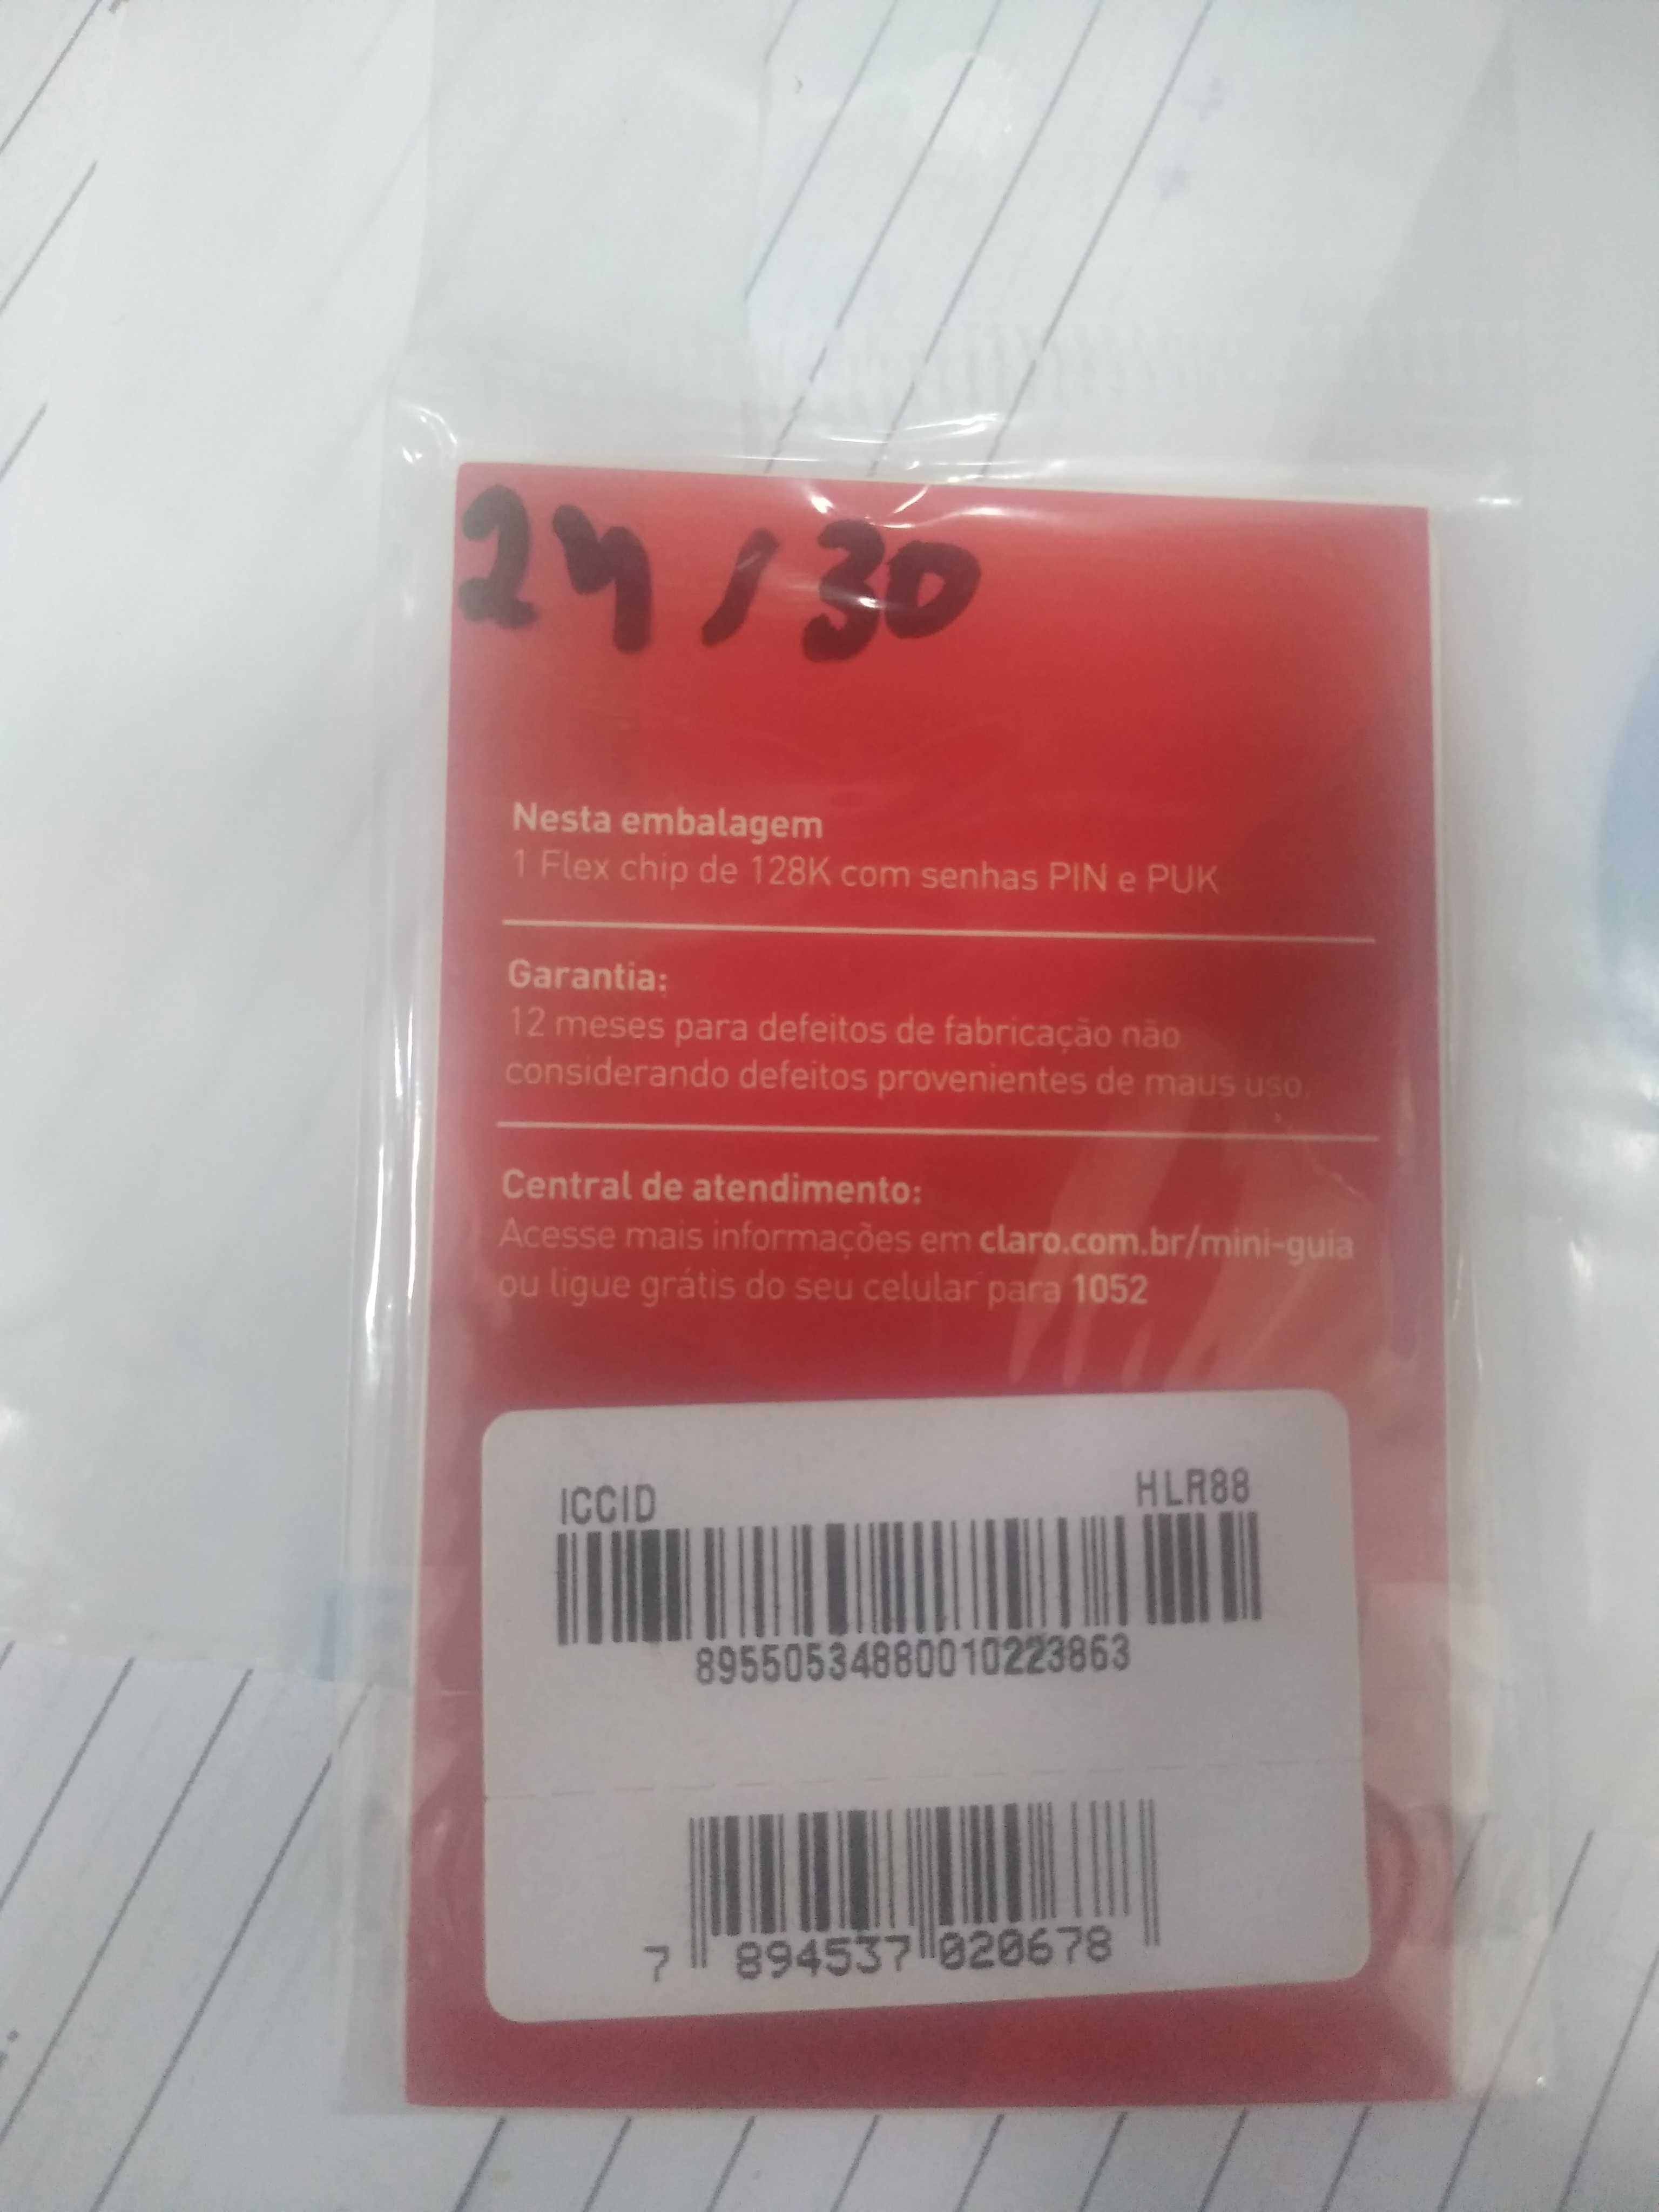 24/30
Nesta embalagem
1 Flex chip de 128K com senhas PIN e PUK
Garantia:
12 meses para defeitos de fabricação não
considerando defeitos provenientes de maus uso.
Central de atendimento:
Acesse mais informações em claro.com.br/mini-guia
ou ligue grátis do seu celular para 1052
ICCID HLR88
89550534880010223863
7 894537 020678